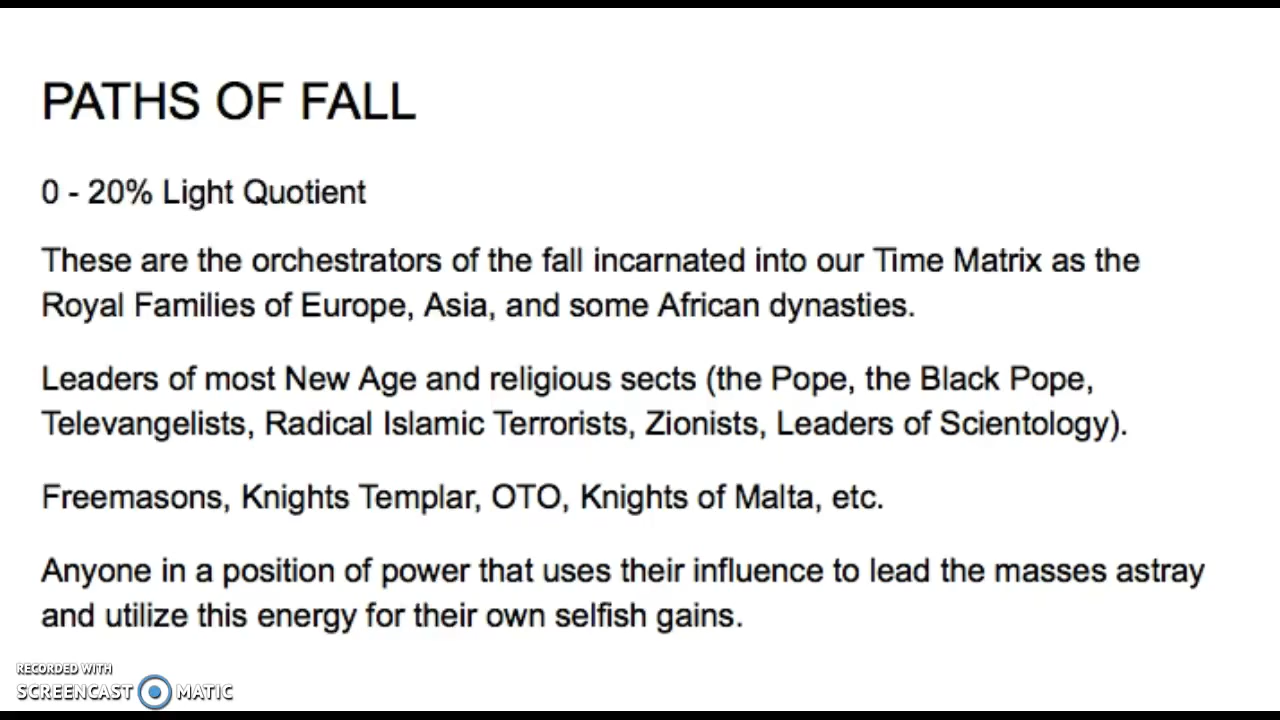 PATHS OF FALL
0 - 20% Light Quotient
These are the orchestrators of the fall incarnated into our Time Matrix as the
Royal Families of Europe, Asia, and some African dynasties.
Leaders of most New Age and religious sects (the Pope, the Black Pope,
Televangelists, Radical Islamic Terrorists, Zionists, Leaders of Scientology).
Freemasons, Knights Templar, OTO, Knights of Malta, etc.
Anyone in a position of power that uses their influence to lead the masses astray
and utilize this energy for their own selfish gains.
RECORDED WITH
SCREENCAST MATIC